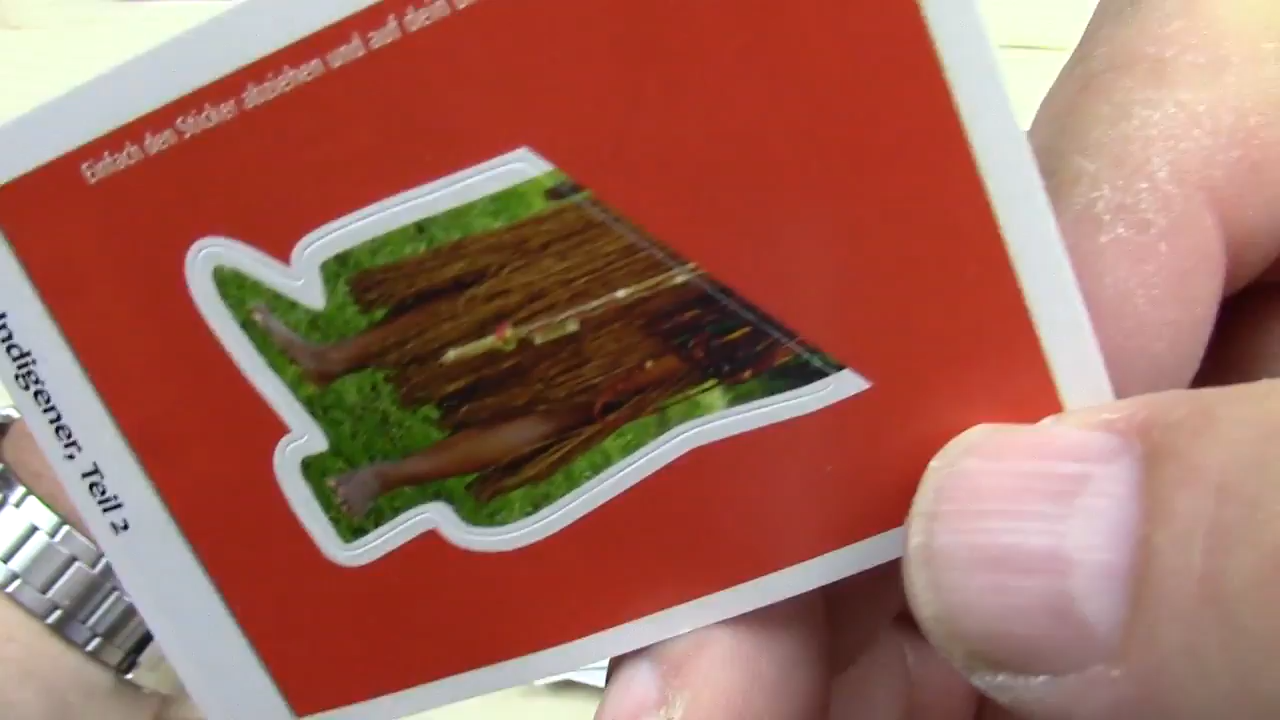 Einfach den Sticker abziehen und auf dein
Indigener, Teil 2